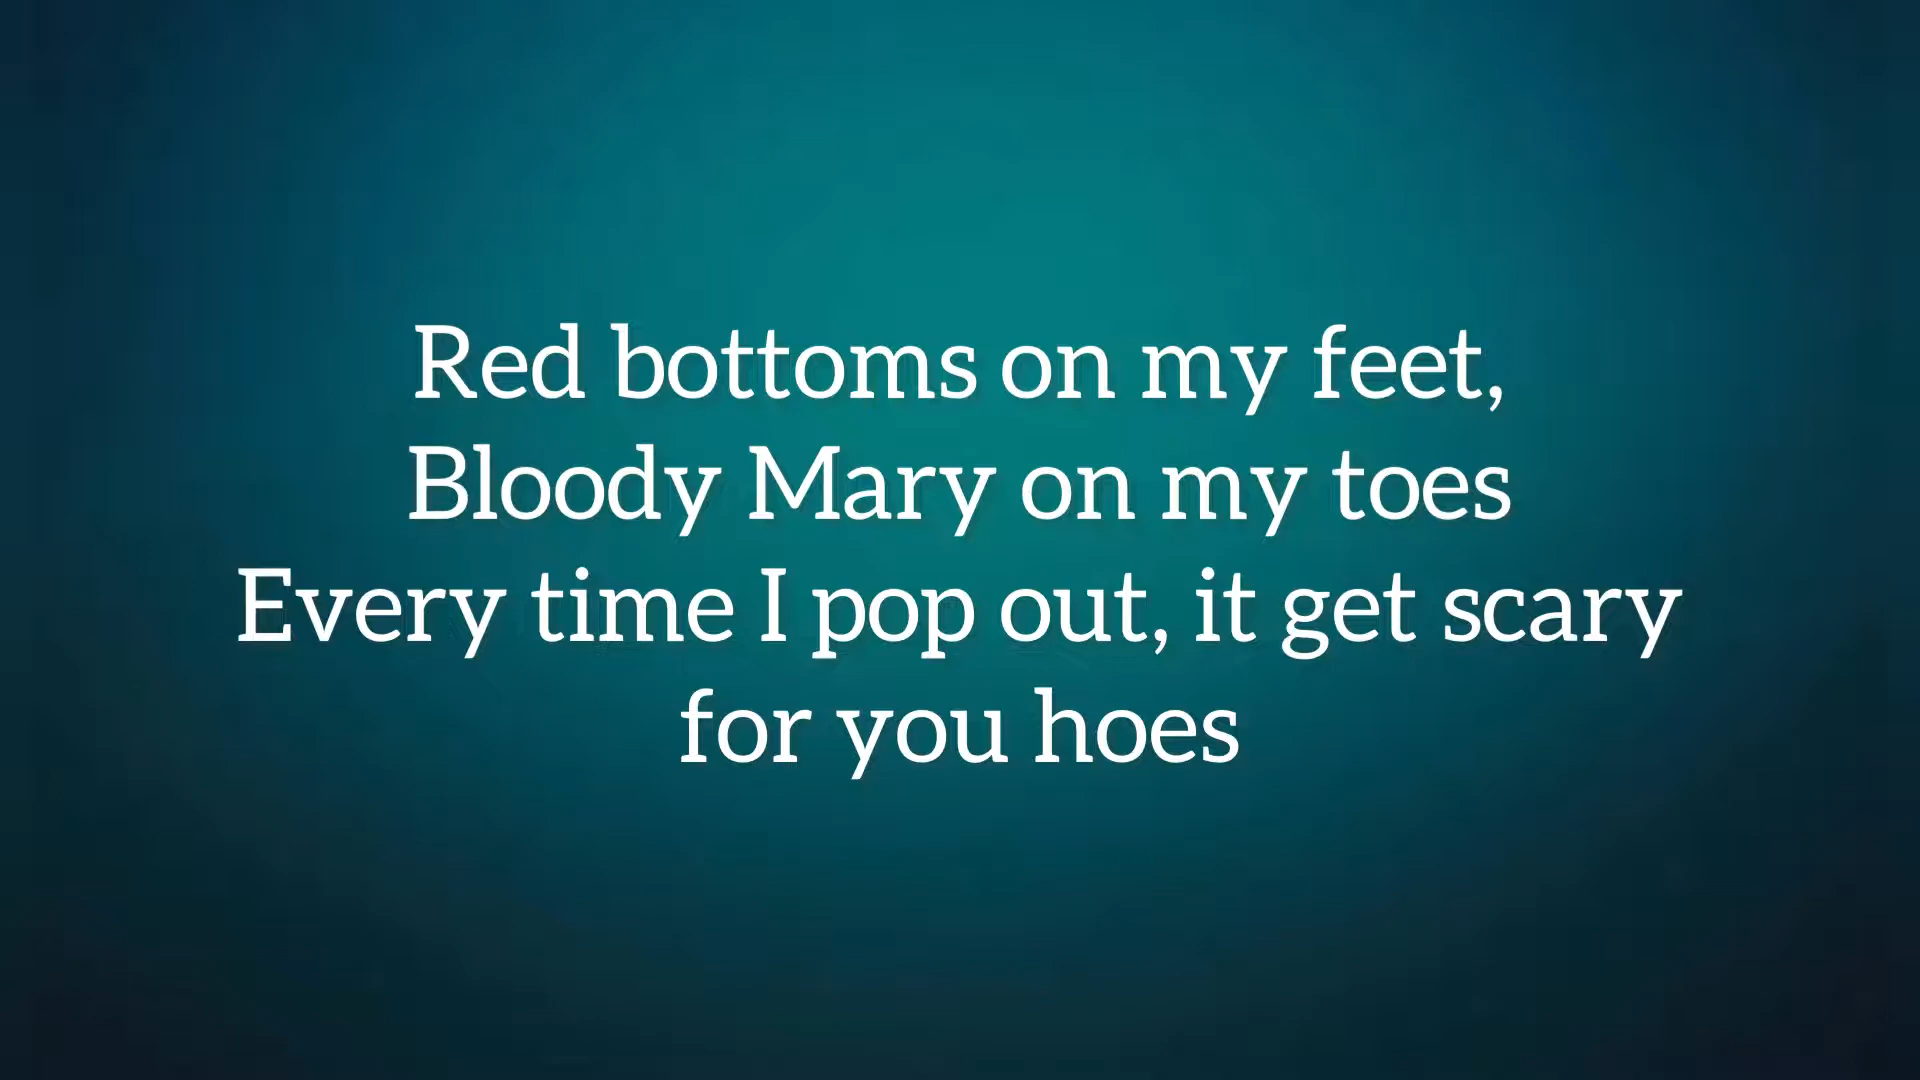 Red bottoms on my feet,
Bloody Mary on my toes
Every time I pop out, it get scary
for you hoes